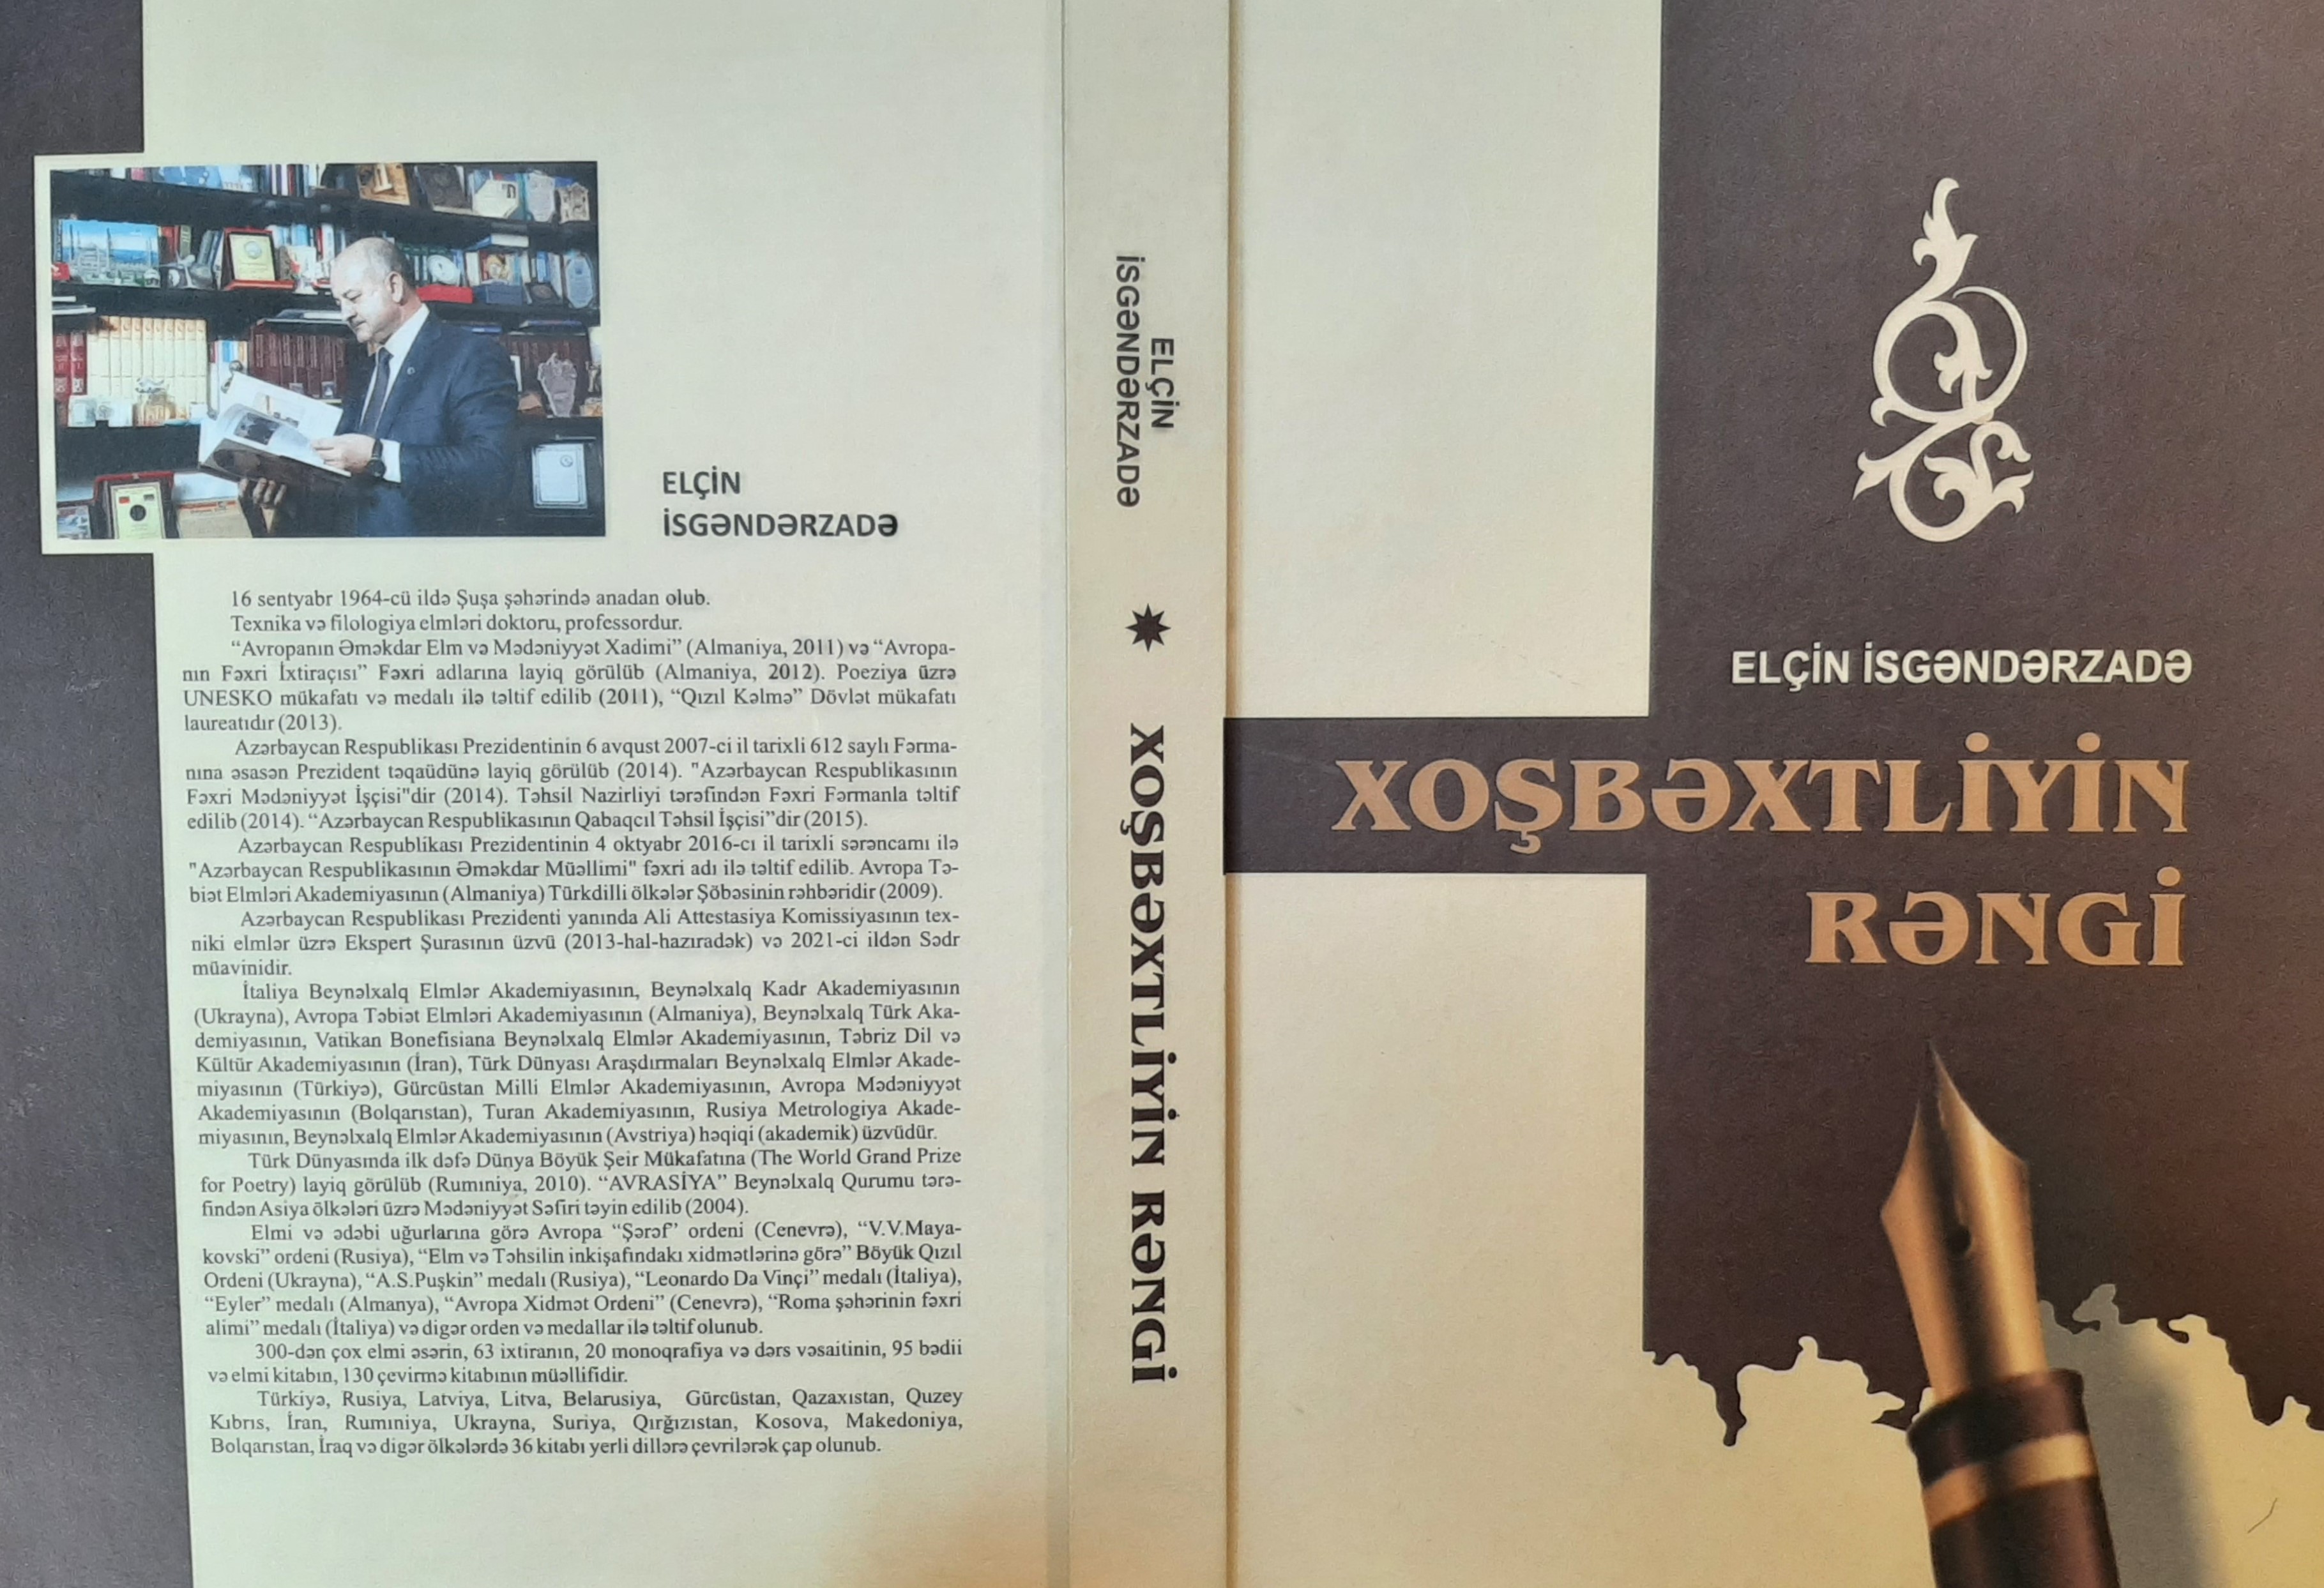 ELÇİN
İSGƏNDƏRZADƏ
16 sentyabr 1964-cü ildə Şuşa şəhərində anadan olub.
Texnika və filologiya elmləri doktoru, professordur.
“Avropanın Əməkdar Elm və Mədəniyyət Xadimi” (Almaniya, 2011) və “Avropa-
nın Fəxri İxtiraçısı” Fəxri adlarına layiq görülüb (Almaniya, 2012). Poeziya üzrə
UNESKO mükafatı və medalı ilə təltif edilib (2011), “Qızıl Kəlmə” Dövlət mükafatı
laureatıdır (2013).
Azərbaycan Respublikası Prezidentinin 6 avqust 2007-ci il tarixli 612 saylı Fərma-
nına əsasən Prezident təqaüdünə layiq görülüb (2014). "Azərbaycan Respublikasının
Fəxri Mədəniyyət İşçisi"dir (2014). Təhsil Nazirliyi tərəfindən Fəxri Fərmanla təltif
edilib (2014). “Azərbaycan Respublikasının Qabaqcıl Təhsil İşçisi”dir (2015).
Azərbaycan Respublikası Prezidentinin 4 oktyabr 2016-cı il tarixli sərəncamı ilə
"Azərbaycan Respublikasının Əməkdar Müəllimi" fəxri adı ilə təltif edilib. Avropa Tə-
biət Elmləri Akademiyasının (Almaniya) Türkdilli ölkələr Şöbəsinin rəhbəridir (2009).
Azərbaycan Respublikası Prezidenti yanında Ali Attestasiya Komissiyasının tex-
niki elmlər üzrə Ekspert Şurasının üzvü (2013-hal-hazıradək) və 2021-ci ildən Sədr
müavinidir.
İtaliya Beynəlxalq Elmlər Akademiyasının, Beynəlxalq Kadr Akademiyasının
(Ukrayna), Avropa Təbiət Elmləri Akademiyasının (Almaniya), Beynəlxalq Türk Aka-
demiyasının, Vatikan Bonefisiana Beynəlxalq Elmlər Akademiyasının, Təbriz Dil və
Kültür Akademiyasının (İran), Türk Dünyası Araşdırmaları Beynəlxalq Elmlər Akade-
miyasının (Türkiyə), Gürcüstan Milli Elmlər Akademiyasının, Avropa Mədəniyyət
Akademiyasının (Bolqarıstan), Turan Akademiyasının, Rusiya Metrologiya Akade-
miyasının, Beynəlxalq Elmlər Akademiyasının (Avstriya) həqiqi (akademik) üzvüdür.
Türk Dünyasında ilk dəfə Dünya Böyük Şeir Mükafatına (The World Grand Prize
for Poetry) layiq görülüb (Rumıniya, 2010). “AVRASİYA” Beynəlxalq Qurumu tərə-
findən Asiya ölkələri üzrə Mədəniyyət Səfiri təyin edilib (2004).
Elmi və ədəbi uğurlarına görə Avropa “Şərəf” ordeni (Cenevrə), “V.V.Maya-
kovski” ordeni (Rusiya), “Elm və Təhsilin inkişafındakı xidmətlərinə görə” Böyük Qızıl
Ordeni (Ukrayna), “A.S.Puşkin” medalı (Rusiya), “Leonardo Da Vinçi” medalı (İtaliya),
“Eyler” medalı (Almanya), “Avropa Xidmət Ordeni” (Cenevrə), “Roma şəhərinin fəxri
alimi” medalı (İtaliya) və digər orden və medallar ilə təltif olunub.
300-dən çox elmi əsərin, 63 ixtiranın, 20 monoqrafiya və dərs vəsaitinin, 95 bədii
və elmi kitabın, 130 çevirmə kitabının müəllifidir.
Türkiyə, Rusiya, Latviya, Litva, Belarusiya, Gürcüstan, Qazaxıstan, Quzey
Kıbrıs, İran, Rumıniya, Ukrayna, Suriya, Qırğızıstan, Kosova, Makedoniya,
Bolqarıstan, İraq və digər ölkələrdə 36 kitabı yerli dillərə çevrilərək çap olunub.
ELÇİN
İSGƏNDƏRZADƏ
XOŞBƏXTLİYİN RƏNGİ
ELÇİN İSGƏNDƏRZADƏ
XOŞBƏXTLİYİN
RƏNGİ